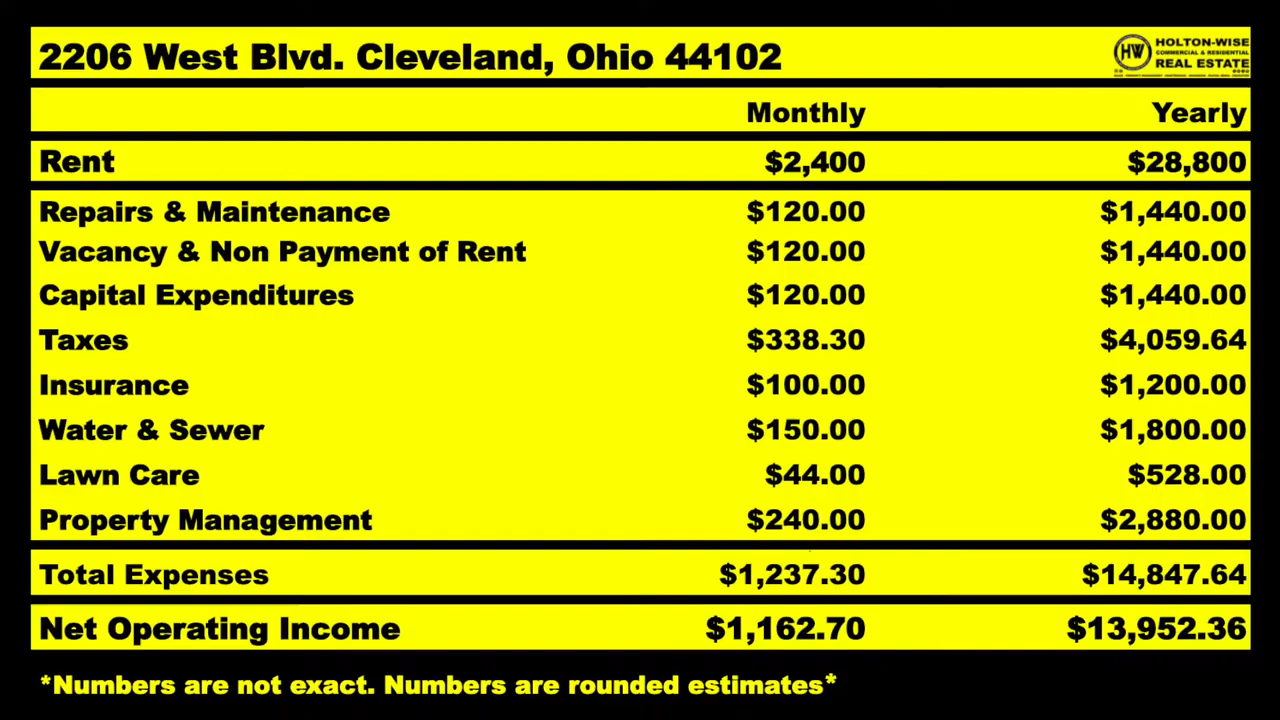 2206 West Blvd. Cleveland, Ohio 44102
HW
HOLTON-WISE
COMMERCIAL & RESIDENTIAL
REAL ESTATE
Monthly Yearly
Rent $2,400 $28,800
Repairs & Maintenance $120.00 $1,440.00
Vacancy & Non Payment of Rent $120.00 $1,440.00
Capital Expenditures $120.00 $1,440.00
Taxes $338.30 $4,059.64
Insurance $100.00 $1,200.00
Water & Sewer $150.00 $1,800.00
Lawn Care $44.00 $528.00
Property Management $240.00 $2,880.00
Total Expenses $1,237.30 $14,847.64
Net Operating Income $1,162.70 $13,952.36
*Numbers are not exact. Numbers are rounded estimates*